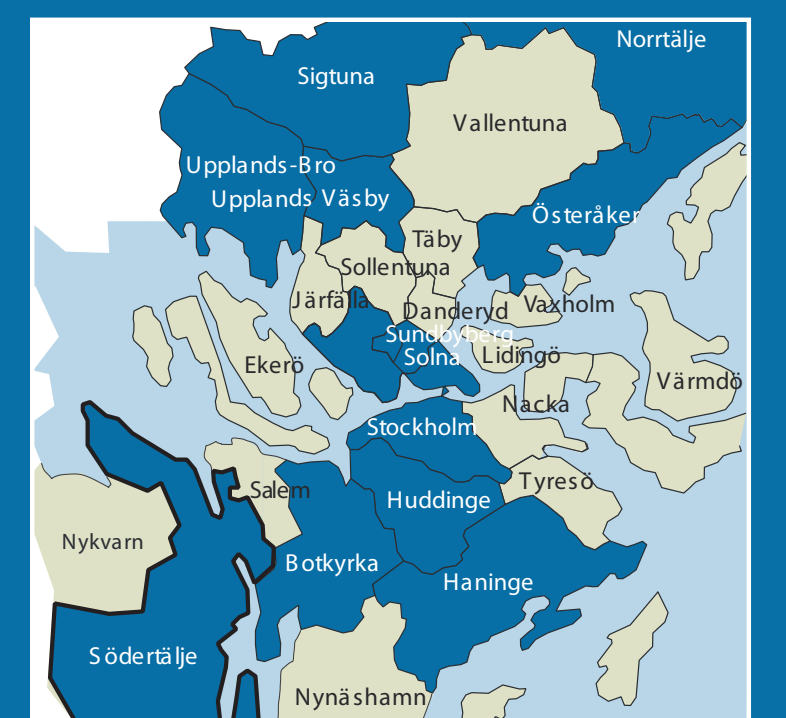 Norrtälje
Sigtuna
Vallentuna
Upplands-Bro
Upplands Väsby
Österåker
Täby
Sollentuna
Järfälla
Danderyd
Vaxholm
Sundbyberg
Solna
Lidingö
Ekerö
Värmdö
Nacka
Stockholm
Tyresö
Salem
Huddinge
Nykvarn
Botkyrka
Haninge
Södertälje
Nynäshamn